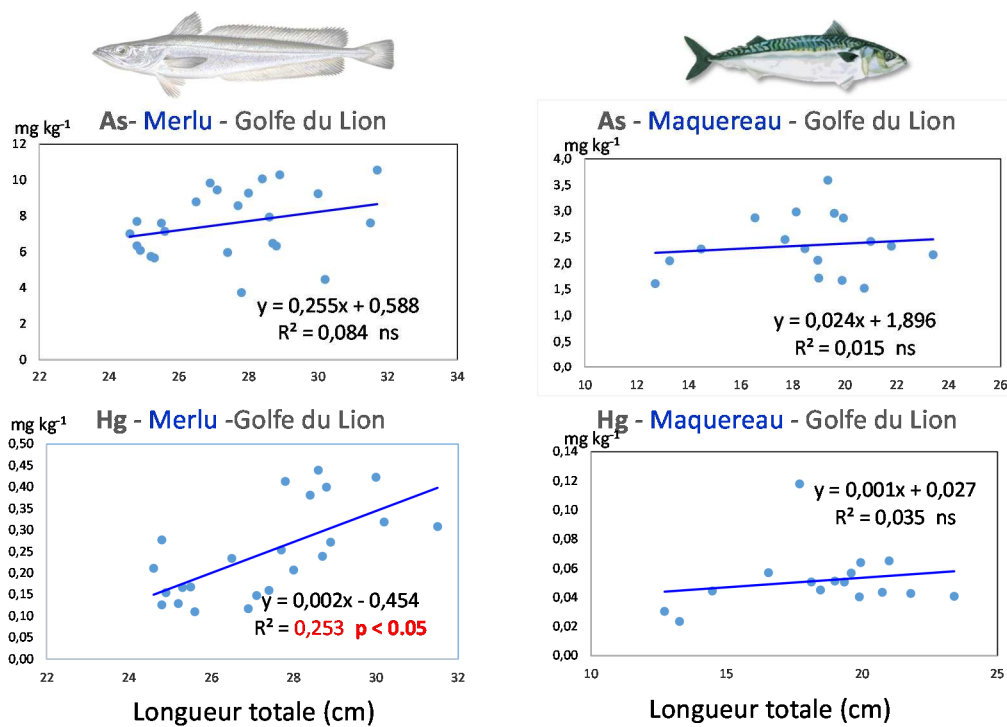 As- Merlu - Golfe du Lion
mg kg-1
12
10
8
6
4
2
0
y = 0,255x + 0,588
R² = 0,084 ns
22 24 26 28 30 32 34
As - Maquereau - Golfe du Lion
mg kg-1
4,0
3,5
3,0
2,5
2,0
1,5
1,0
0,5
0,0
y = 0,024x + 1,896
R² = 0,015 ns
10 12 14 16 18 20 22 24 26
Hg - Merlu -Golfe du Lion
mg kg-1
0,50
0,45
0,40
0,35
0,30
0,25
0,20
0,15
0,10
0,05
0,00
y = 0,002x - 0,454
R² = 0,253 p < 0.05
22 24 26 28 30 32
Longueur totale (cm)
Hg - Maquereau - Golfe du Lion
mg kg-1
0,14
0,12
0,10
0,08
0,06
0,04
0,02
0,00
y = 0,001x + 0,027
R² = 0,035 ns
10 15 20 25
Longueur totale (cm)